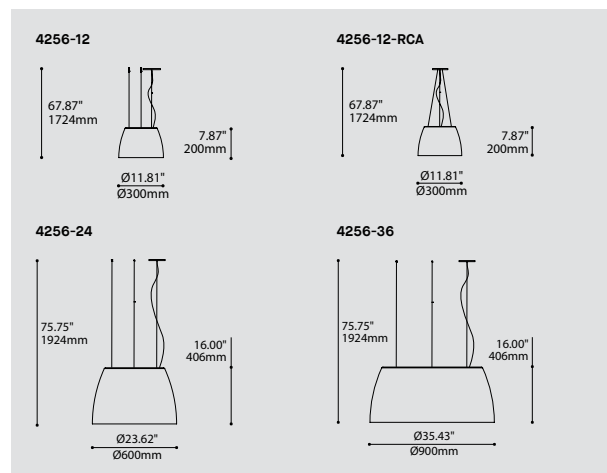 4256-12
67.87"
1724mm
7.87"
200mm
Ø11.81"
Ø300mm
4256-12-RCA
67.87"
1724mm
7.87"
200mm
Ø11.81"
Ø300mm
4256-24
75.75"
1924mm
16.00"
406mm
Ø23.62"
Ø600mm
4256-36
75.75"
1924mm
16.00"
406mm
Ø35.43"
Ø900mm